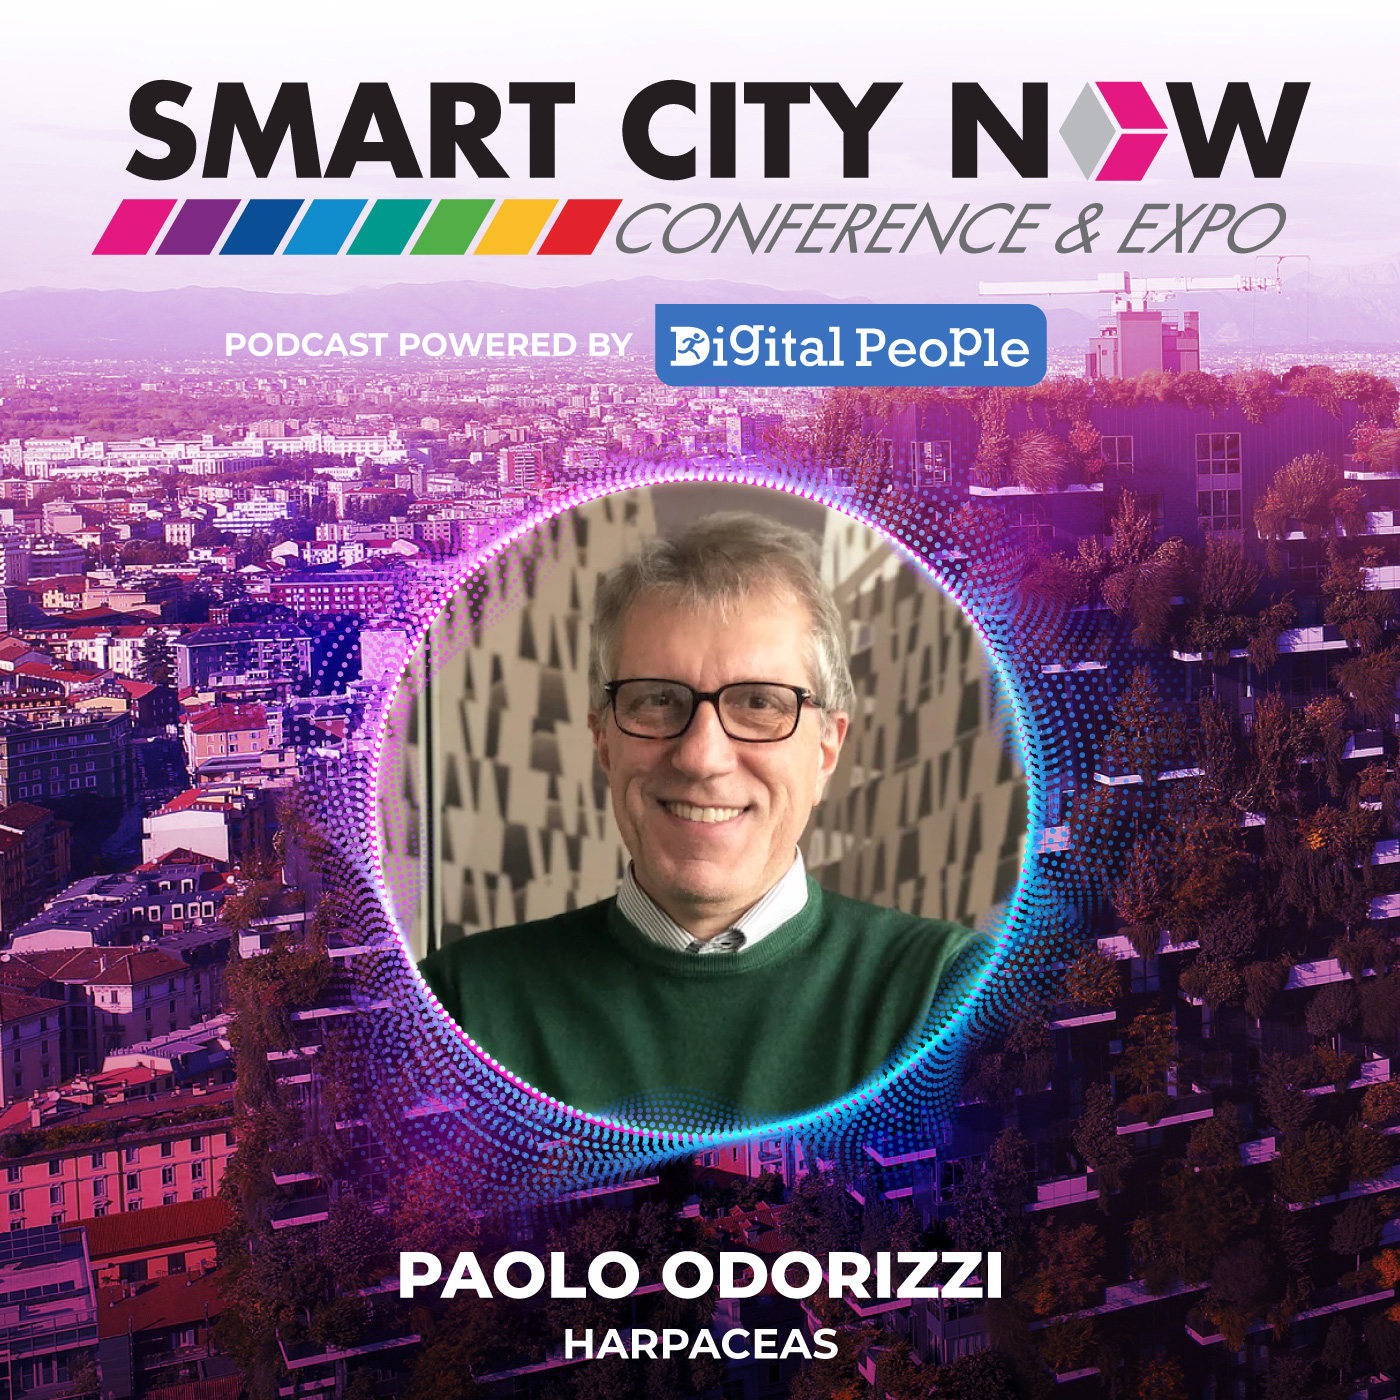 SMART CITY NOW
CONFERENCE & EXPO
PODCAST POWERED BY Digital People
PAOLO ODORIZZI
HARPACEAS